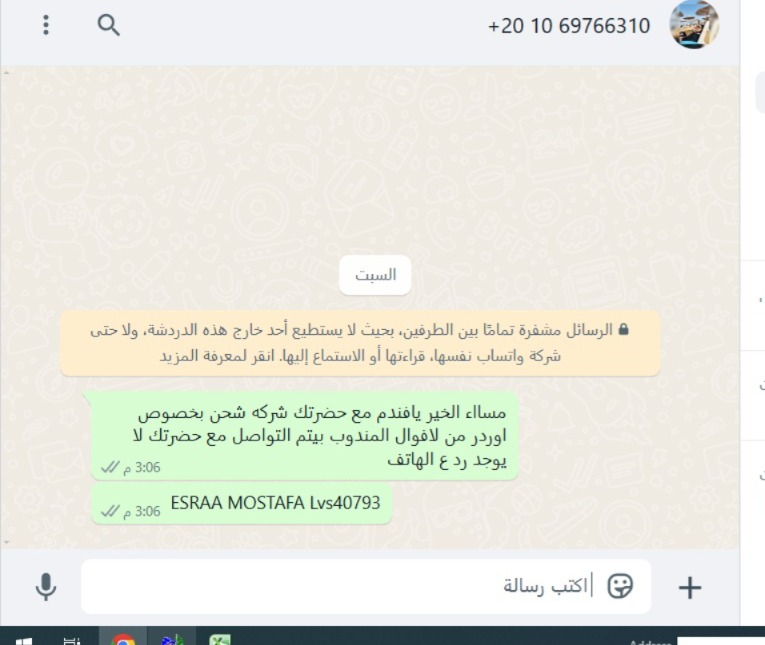 +20 10 69766310
السبت
الرسائل مشفرة تمامًا بين الطرفين، بحيث لا يستطيع أحد خارج هذه الدردشة، ولا حتى
شركة واتساب نفسها، قراءتها أو الاستماع إليها. انقر لمعرفة المزيد
مسااء الخير يافندم مع حضرتك شركه شحن بخصوص
اوردر من لافوال المندوب بيتم التواصل مع حضرتك لا
يوجد رد ع الهاتف
3:06 م
ESRAA MOSTAFA Lvs40793
3:06 م
اكتب رسالة
Address